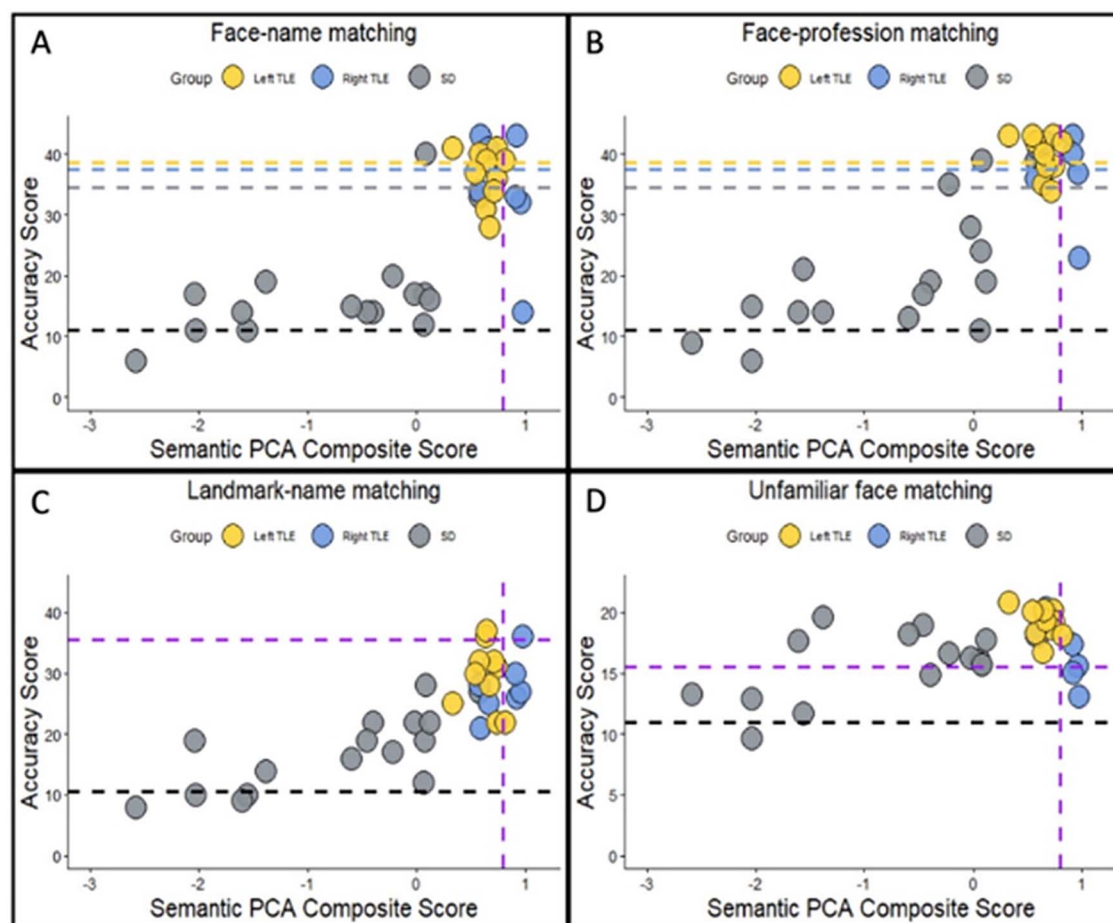 A
Face-name matching
Group Left TLE Right TLE SD
Accuracy Score
40
30
20
10
0
-3 -2 -1 0 1
Semantic PCA Composite Score
B
Face-profession matching
Group Left TLE Right TLE SD
Accuracy Score
40
30
20
10
0
-3 -2 -1 0 1
Semantic PCA Composite Score
C
Landmark-name matching
Group Left TLE Right TLE SD
Accuracy Score
40
30
20
10
0
-3 -2 -1 0 1
Semantic PCA Composite Score
D
Unfamiliar face matching
Group Left TLE Right TLE SD
Accuracy Score
20
15
10
5
0
-3 -2 -1 0 1
Semantic PCA Composite Score